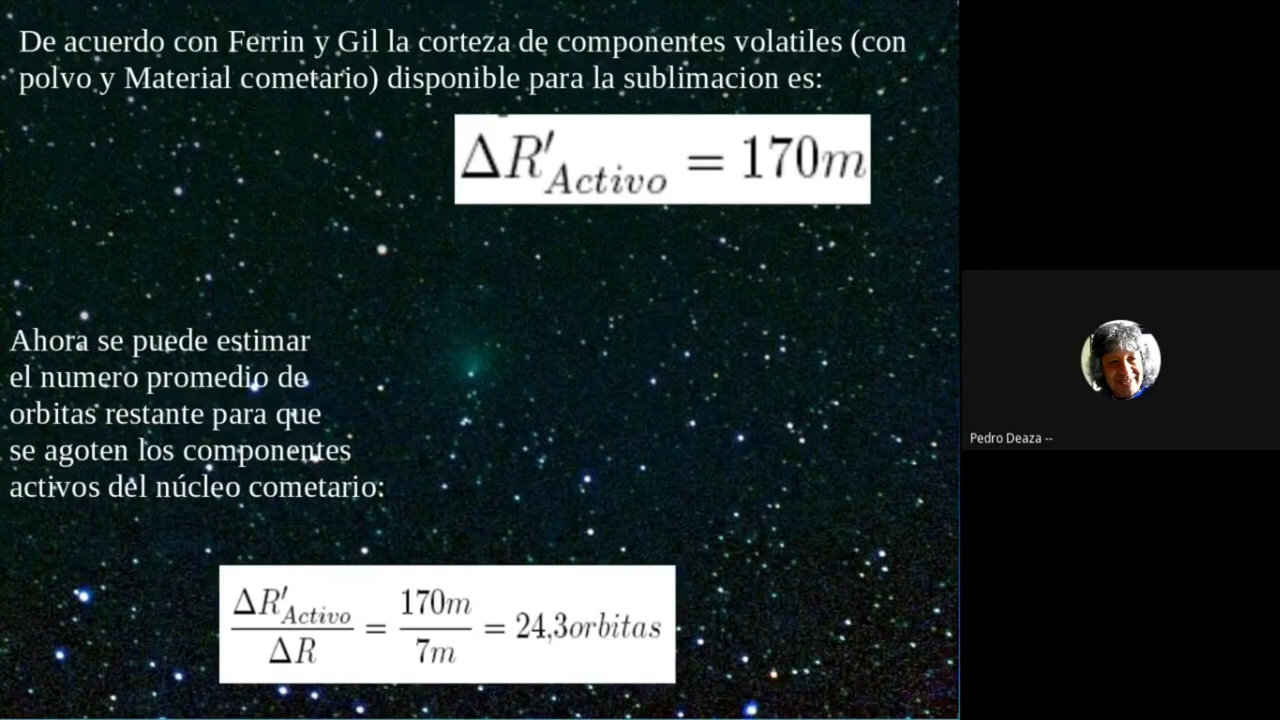 De acuerdo con Ferrin y Gil la corteza de componentes volatiles (con
polvo y Material cometario) disponible para la sublimacion es:
ΔR′Activo = 170m
Ahora se puede estimar
el numero promedio de
orbitas restante para que
se agoten los componentes
activos del núcleo cometario:
ΔR′Activo / ΔR = 170m / 7m = 24,3orbitas
Pedro Deaza --